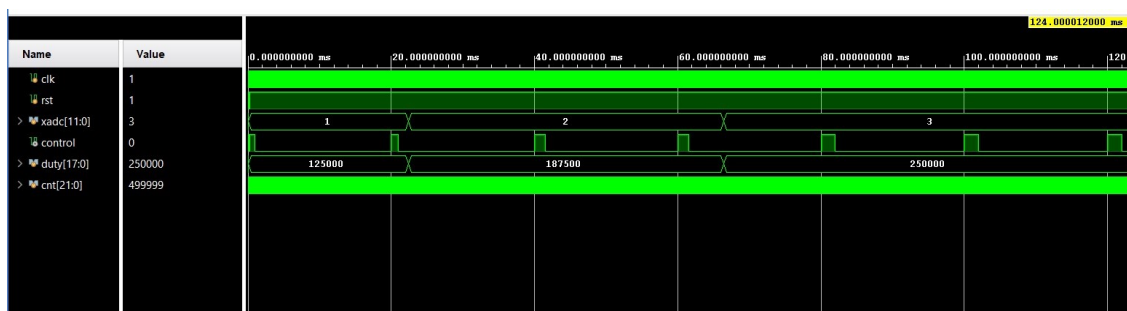 124.000012000 ms
Name Value
0.000000000 ms 20.000000000 ms 40.000000000 ms 60.000000000 ms 80.000000000 ms 100.000000000 ms 120
clk 1
rst 1
xadc[11:0] 3 1 2 3
control 0
duty[17:0] 250000 125000 187500 250000
cnt[21:0] 499999